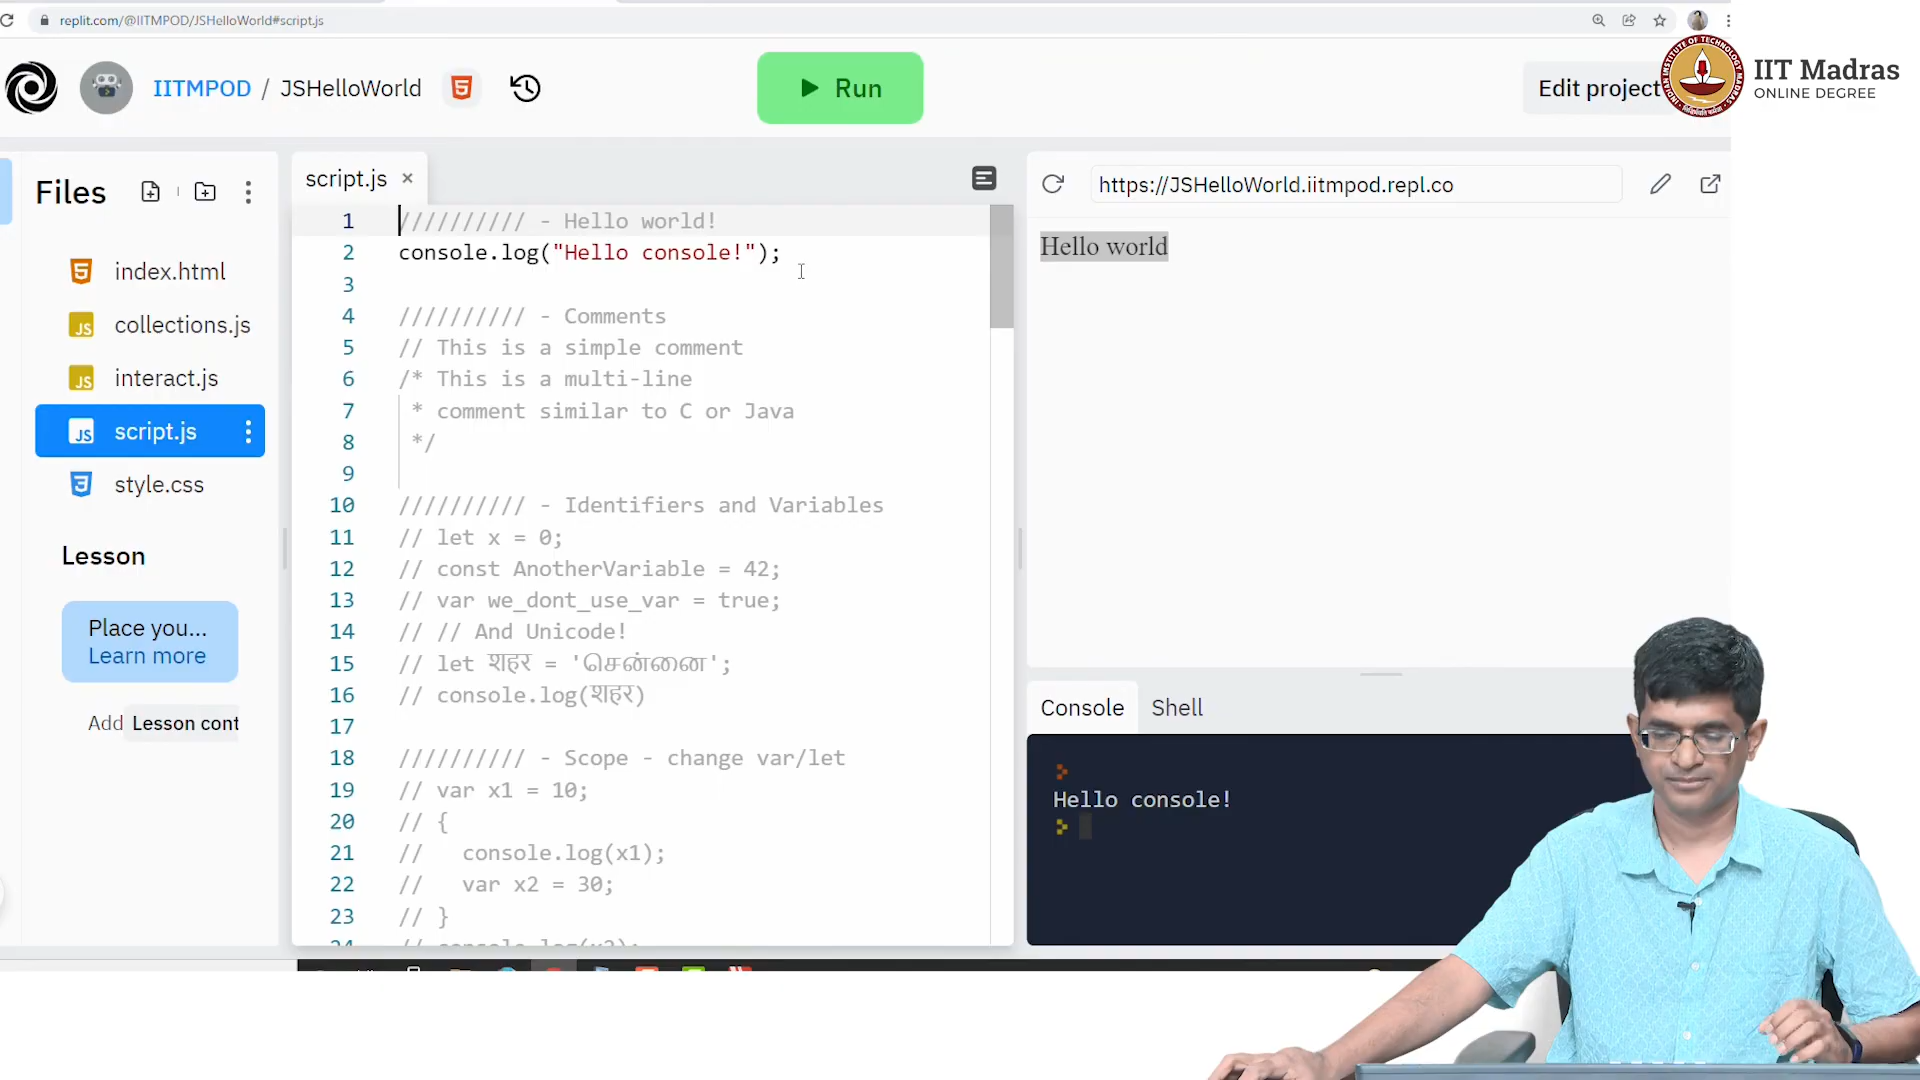 replit.com/@IITMPOD/JSHelloWorld#script.js
IITMPOD / JSHelloWorld
Run
Edit project
IIT Madras
ONLINE DEGREE
Files
index.html
collections.js
interact.js
script.js
style.css
Lesson
Place you...
Learn more
Add Lesson cont
script.js
1 ////////// - Hello world!
2 console.log("Hello console!");
3
4 ////////// - Comments
5 // This is a simple comment
6 /* This is a multi-line
7 * comment similar to C or Java
8 */
9
10 ////////// - Identifiers and Variables
11 // let x = 0;
12 // const AnotherVariable = 42;
13 // var we_dont_use_var = true;
14 // // And Unicode!
15 // let शहर = 'சென்னை';
16 // console.log(शहर)
17
18 ////////// - Scope - change var/let
19 // var x1 = 10;
20 // {
21 // console.log(x1);
22 // var x2 = 30;
23 // }
24 // console.log(x2);
https://JSHelloWorld.iitmpod.repl.co
Hello world
Console Shell
Hello console!